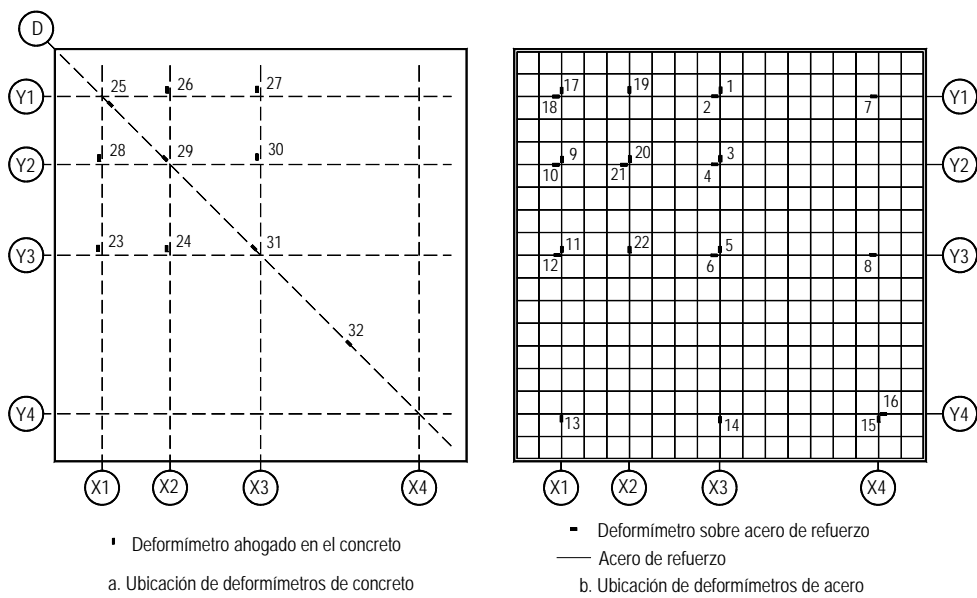 D
25 26 27
Y1
28 29 30
Y2
23 24 31
Y3
32
Y4
X1 X2 X3 X4
Deformímetro ahogado en el concreto
a. Ubicación de deformímetros de concreto
17 19 1
18 2 7 Y1
9 20 3
10 21 4 Y2
11 22 5
12 6 8 Y3
16
13 14 15 Y4
X1 X2 X3 X4
Deformímetro sobre acero de refuerzo
Acero de refuerzo
b. Ubicación de deformímetros de acero